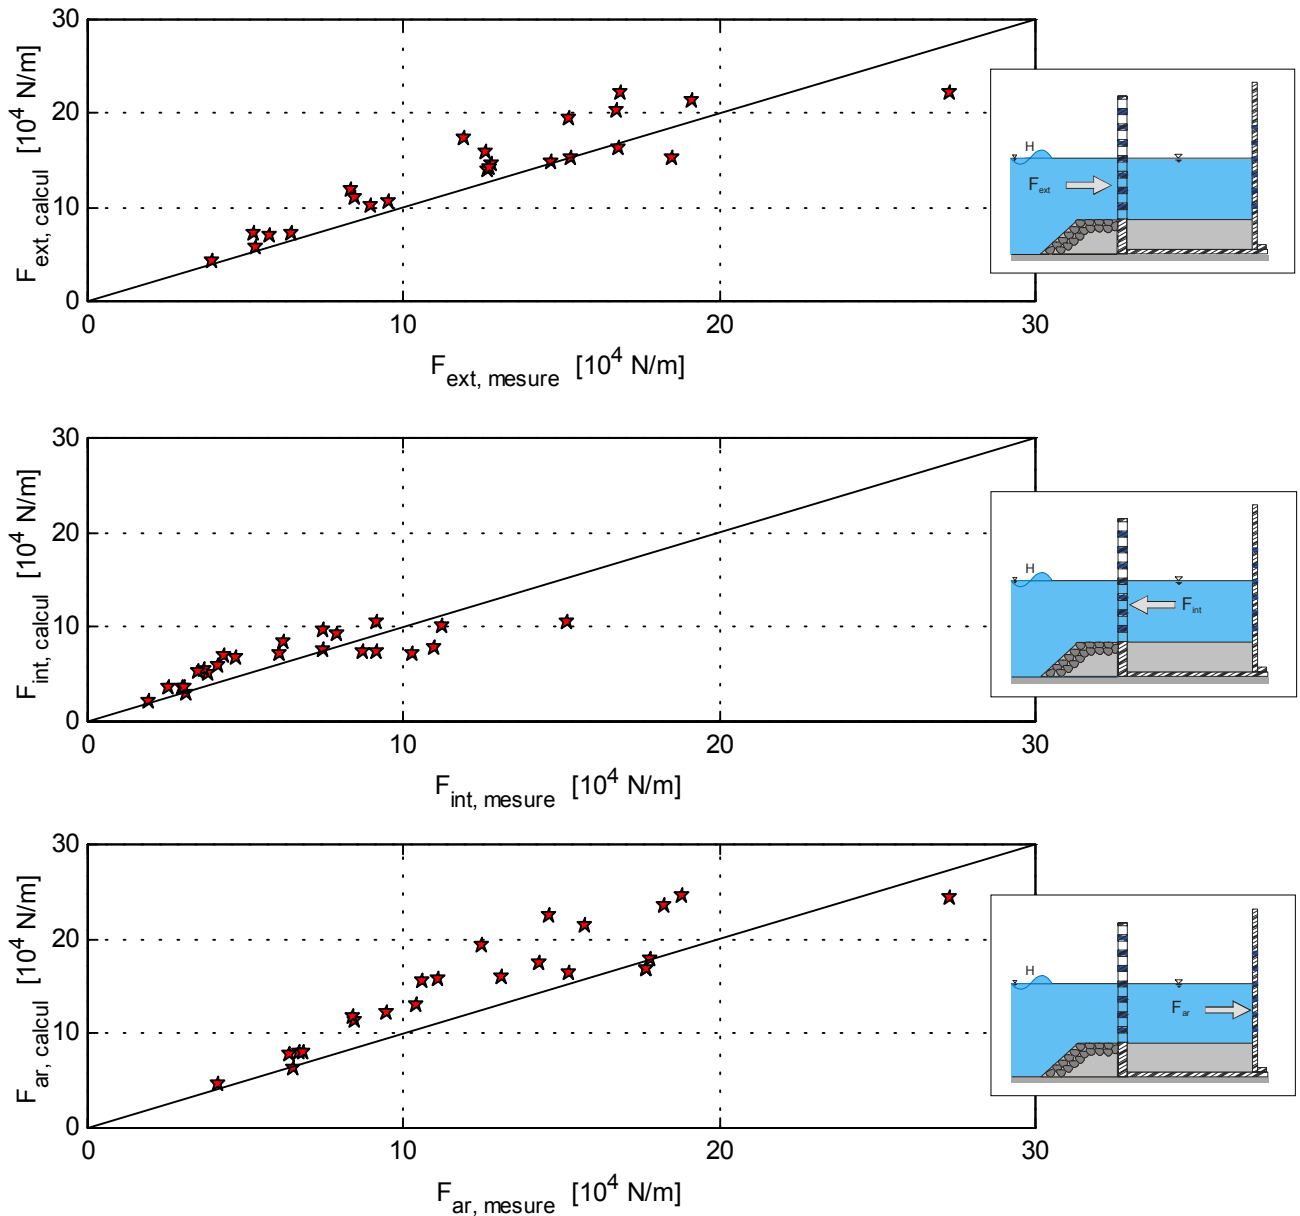 30
20
10
0
F_ext, calcul [10^4 N/m]
0 10 20 30
F_ext, mesure [10^4 N/m]
H
F_ext
30
20
10
0
F_int, calcul [10^4 N/m]
0 10 20 30
F_int, mesure [10^4 N/m]
H
F_int
30
20
10
0
F_ar, calcul [10^4 N/m]
0 10 20 30
F_ar, mesure [10^4 N/m]
H
F_ar